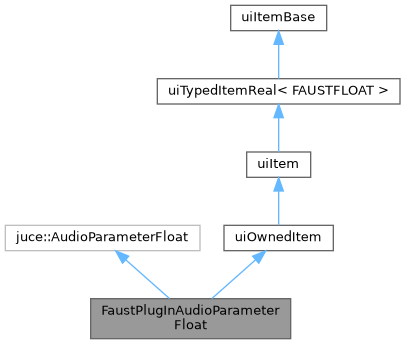 uiItemBase
uiTypedItemReal< FAUSTFLOAT >
uiItem
juce::AudioParameterFloat
uiOwnedItem
FaustPlugInAudioParameter
Float